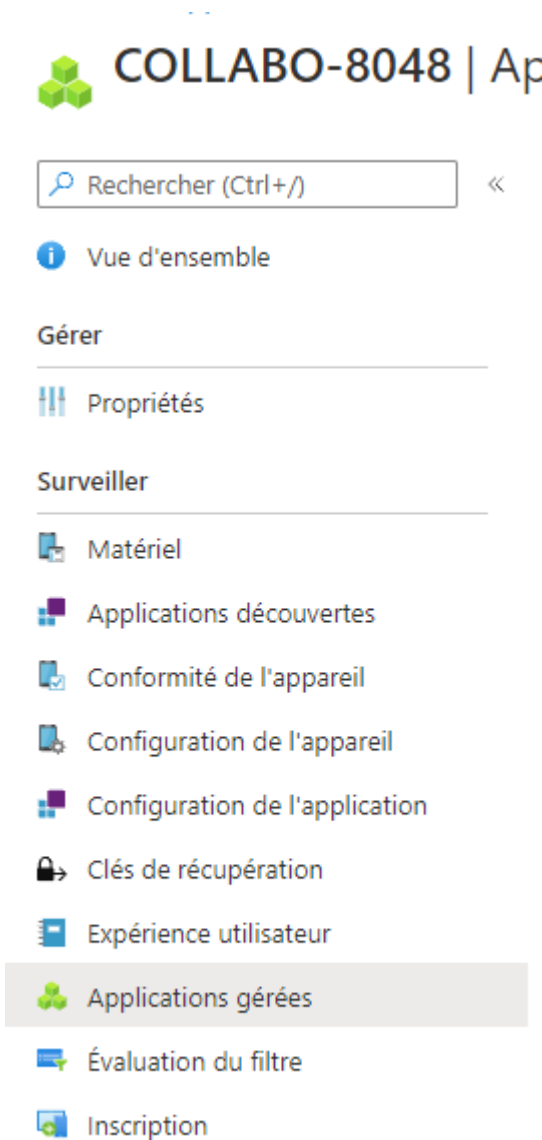 COLLABO-8048 | Ap
Rechercher (Ctrl+/)
Vue d'ensemble
Gérer
Propriétés
Surveiller
Matériel
Applications découvertes
Conformité de l'appareil
Configuration de l'appareil
Configuration de l'application
Clés de récupération
Expérience utilisateur
Applications gérées
Évaluation du filtre
Inscription